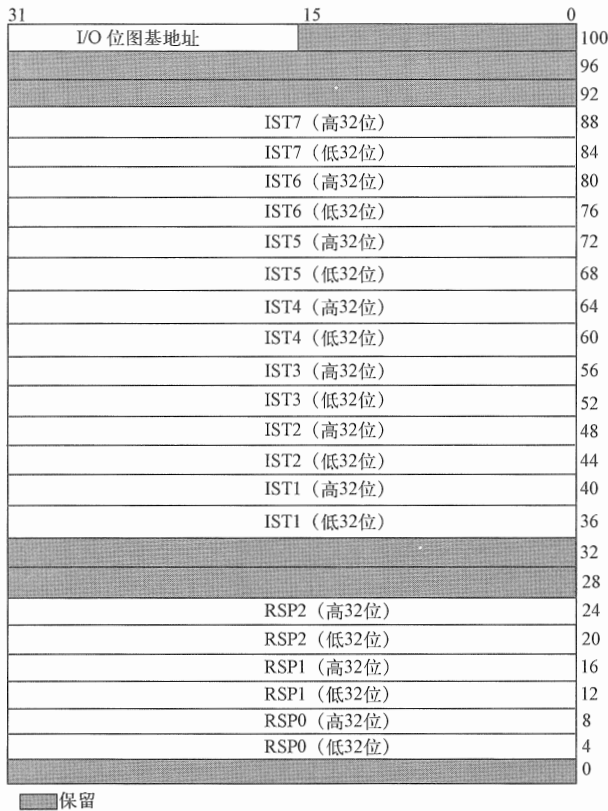 31 15 0
I/O 位图基地址 100
96
92
IST7（高32位） 88
IST7（低32位） 84
IST6（高32位） 80
IST6（低32位） 76
IST5（高32位） 72
IST5（低32位） 68
IST4（高32位） 64
IST4（低32位） 60
IST3（高32位） 56
IST3（低32位） 52
IST2（高32位） 48
IST2（低32位） 44
IST1（高32位） 40
IST1（低32位） 36
32
28
RSP2（高32位） 24
RSP2（低32位） 20
RSP1（高32位） 16
RSP1（低32位） 12
RSP0（高32位） 8
RSP0（低32位） 4
0
保留